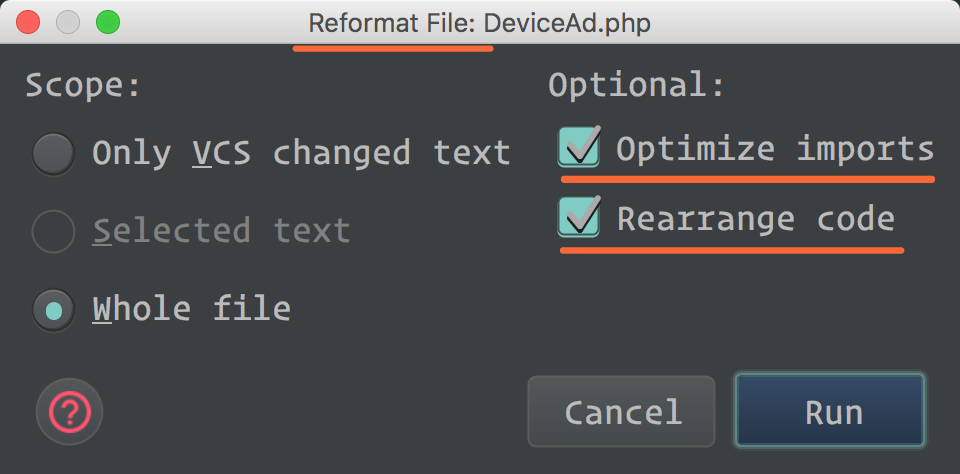 Reformat File: DeviceAd.php
Scope:
Only VCS changed text
Selected text
Whole file
Optional:
Optimize imports
Rearrange code
?
Cancel
Run